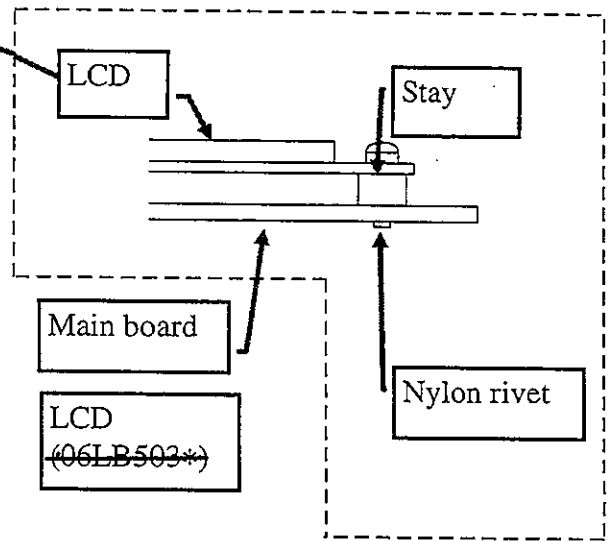 LCD
Stay
Main board
Nylon rivet
LCD
(06LB503*)